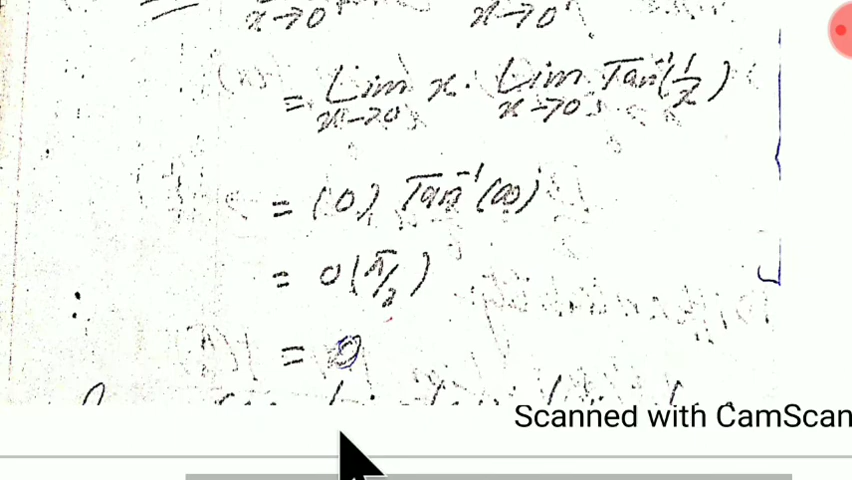 x→0 x→0
= Lim x→0 x. Lim x→0 Tan⁻¹(1/x)
= (0) Tan⁻¹(∞)
= 0(π/2)
= 0
Scanned with CamScan